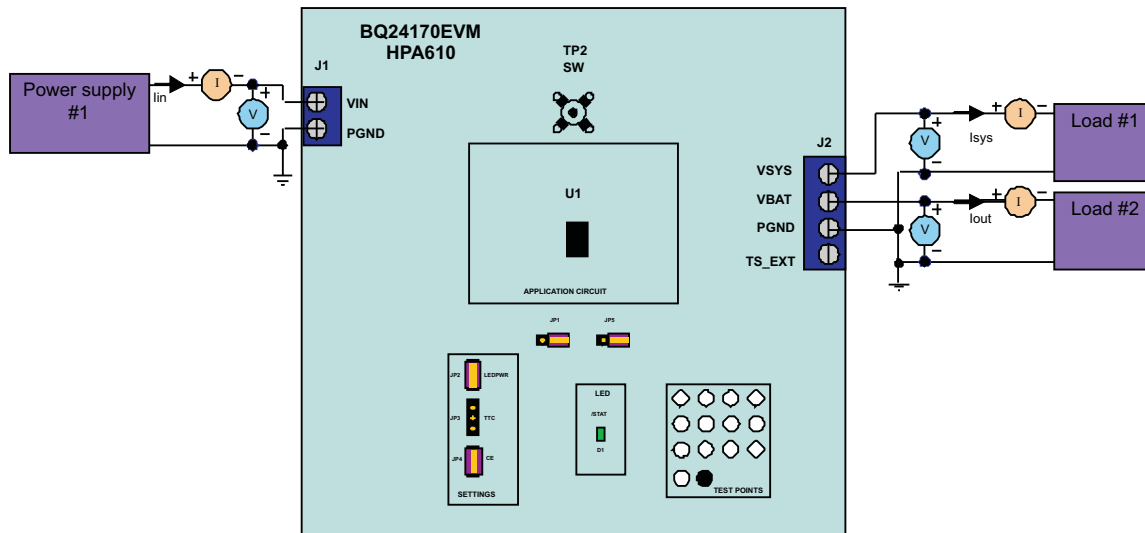 BQ24170EVM
HPA610
J1
TP2
SW
Power supply
#1
+
I
-
Iin
+
V
-
VIN
PGND
J2
VSYS
VBAT
PGND
TS_EXT
+
V
-
Isys
+
I
-
Load #1
+
V
-
Iout
+
I
-
Load #2
U1
APPLICATION CIRCUIT
JP1
JP5
JP2
LEDPWR
JP3
TTC
JP4
CE
SETTINGS
LED
/STAT
D1
TEST POINTS